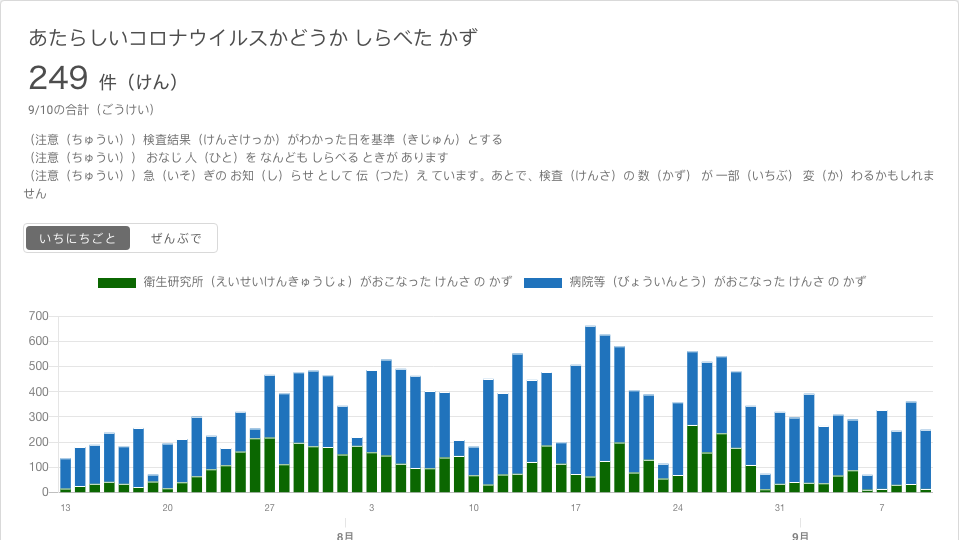 あたらしいコロナウイルスかどうか しらべた かず
249 件（けん）
9/10の合計（ごうけい）
（注意（ちゅうい））検査結果（けんさけっか）がわかった日を基準（きじゅん）とする
（注意（ちゅうい）） おなじ 人（ひと）を なんども しらべる ときが あります
（注意（ちゅうい））急（いそ）ぎの お知（し）らせ として 伝（つた）え ています。あとで、検査（けんさ）の 数（かず） が 一部（いちぶ） 変（か）わるかもしれま
せん
いちにちごと ぜんぶで
衛生研究所（えいせいけんきゅうじょ）がおこなった けんさ の かず 病院等（びょういんとう）がおこなった けんさ の かず
700
600
500
400
300
200
100
0
13 20 27 3 10 17 24 31 7
8月 9月